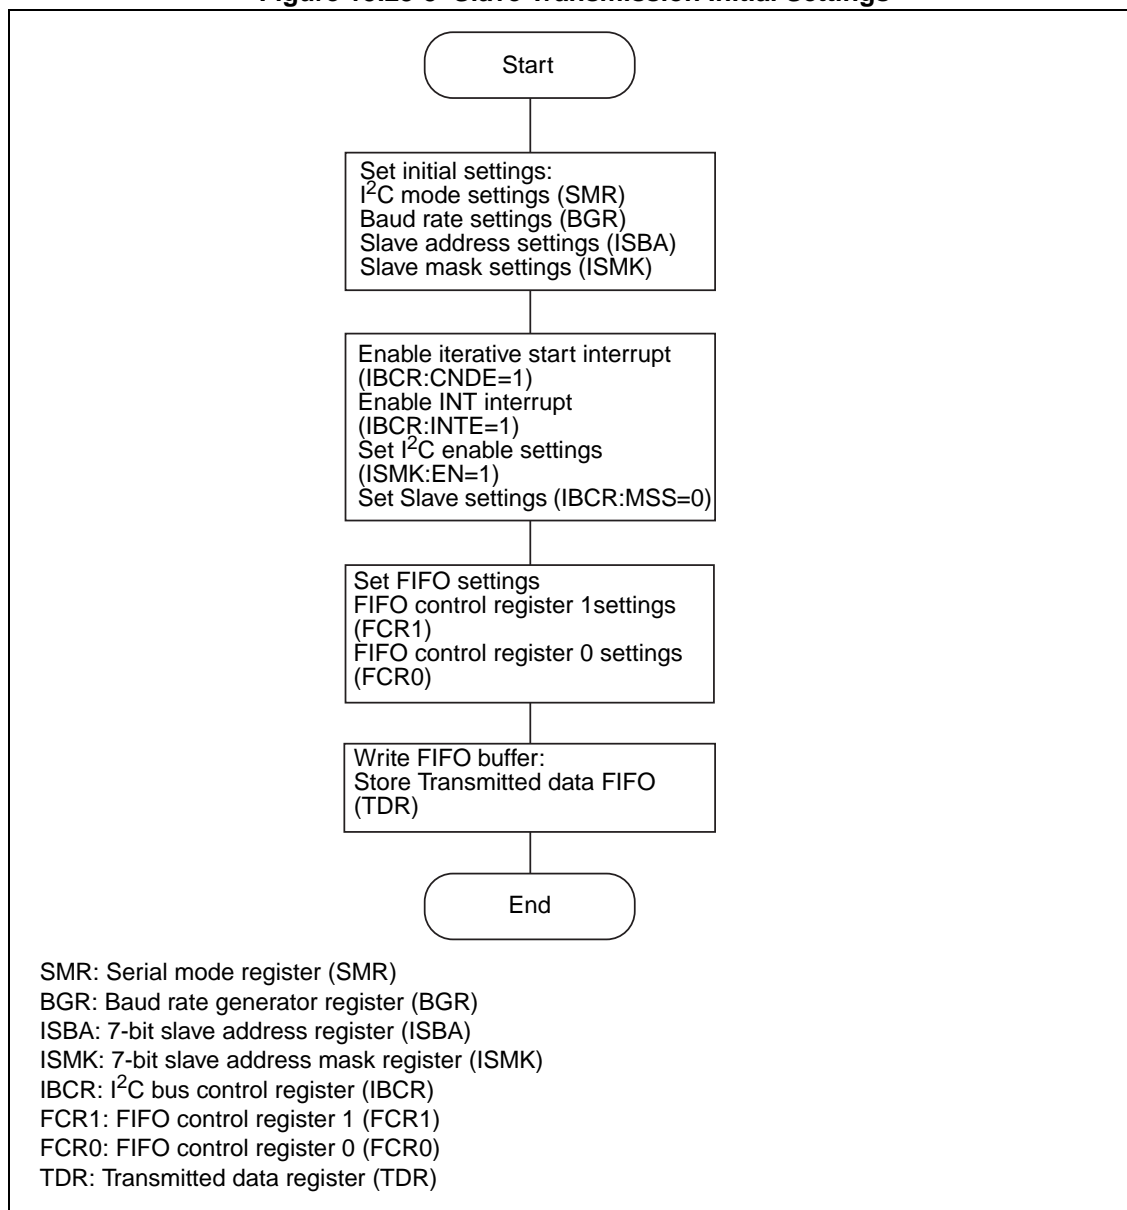 Slave Transmission Initial Settings
Start
Set initial settings:
I2C mode settings (SMR)
Baud rate settings (BGR)
Slave address settings (ISBA)
Slave mask settings (ISMK)
Enable iterative start interrupt
(IBCR:CNDE=1)
Enable INT interrupt
(IBCR:INTE=1)
Set I2C enable settings
(ISMK:EN=1)
Set Slave settings (IBCR:MSS=0)
Set FIFO settings
FIFO control register 1settings
(FCR1)
FIFO control register 0 settings
(FCR0)
Write FIFO buffer:
Store Transmitted data FIFO
(TDR)
End
SMR: Serial mode register (SMR)
BGR: Baud rate generator register (BGR)
ISBA: 7-bit slave address register (ISBA)
ISMK: 7-bit slave address mask register (ISMK)
IBCR: I2C bus control register (IBCR)
FCR1: FIFO control register 1 (FCR1)
FCR0: FIFO control register 0 (FCR0)
TDR: Transmitted data register (TDR)